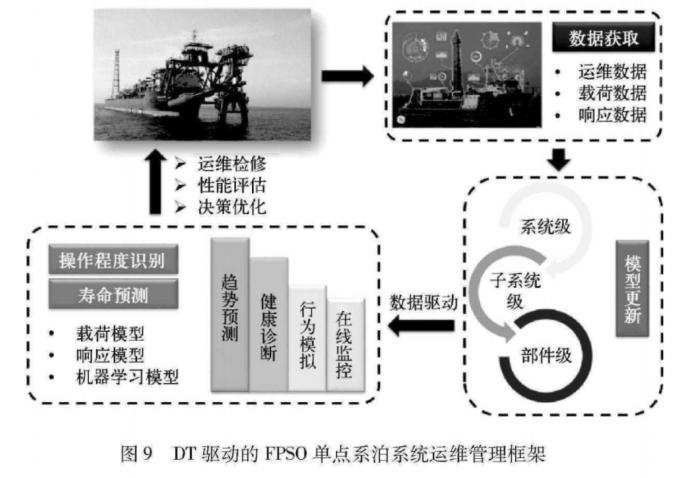 数据获取
• 运维数据
• 载荷数据
• 响应数据
➢ 运维检修
➢ 性能评估
➢ 决策优化
系统级
子系统
级
部件级
模型更新
数据驱动
操作程度识别
寿命预测
• 载荷模型
• 响应模型
• 机器学习模型
趋势预测
健康诊断
行为模拟
在线监控
图9 DT 驱动的 FPSO 单点系泊系统运维管理框架